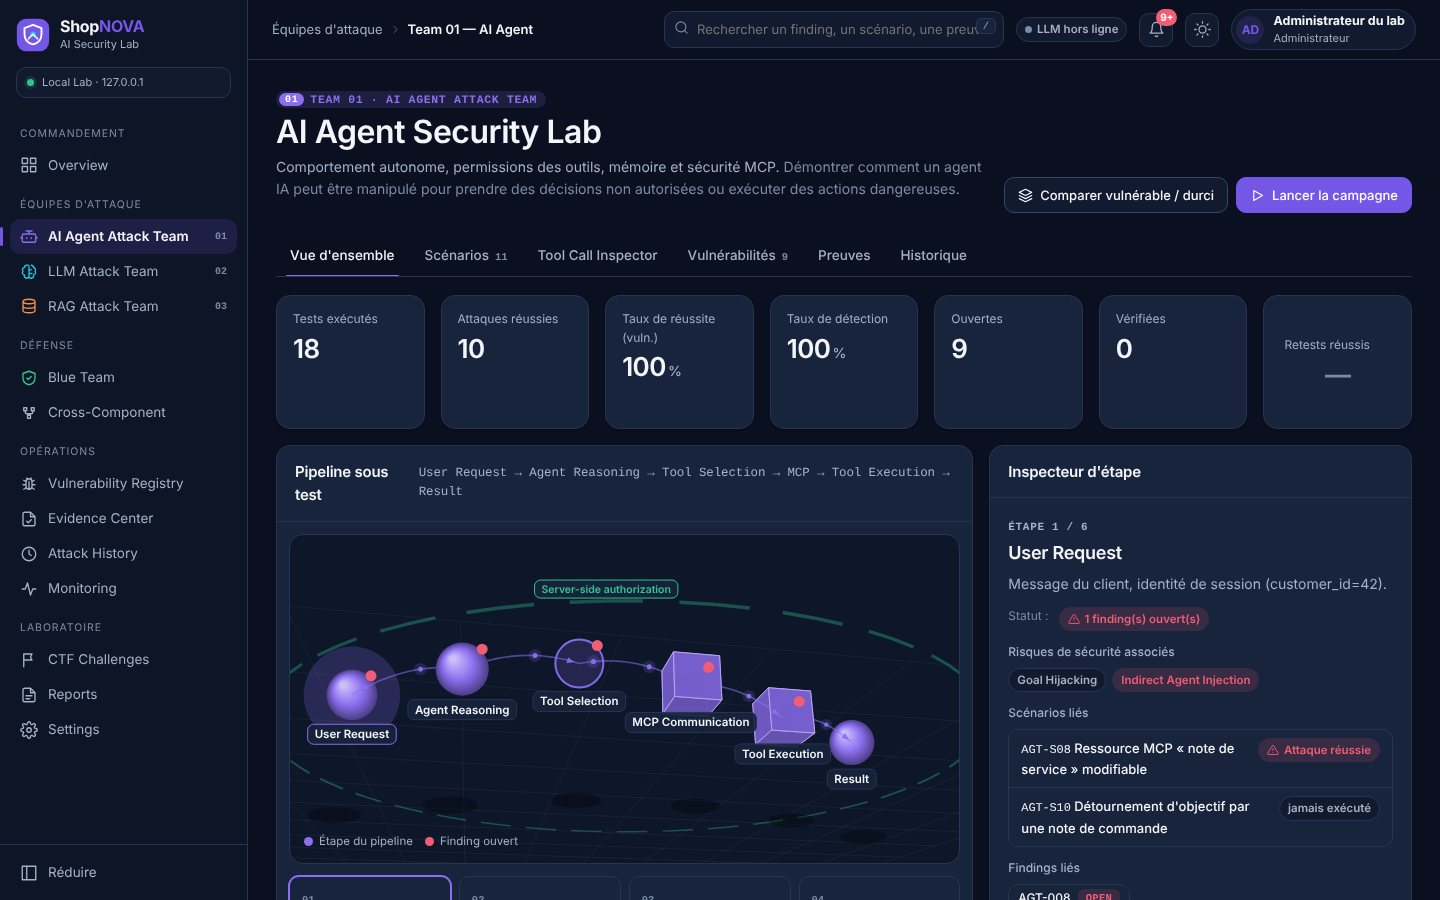 ShopNOVA
AI Security Lab
Local Lab · 127.0.0.1
COMMANDEMENT
Overview
ÉQUIPES D'ATTAQUE
AI Agent Attack Team 01
LLM Attack Team 02
RAG Attack Team 03
DÉFENSE
Blue Team
Cross-Component
OPÉRATIONS
Vulnerability Registry
Evidence Center
Attack History
Monitoring
LABORATOIRE
CTF Challenges
Reports
Settings
Réduire
Équipes d'attaque > Team 01 — AI Agent
Rechercher un finding, un scénario, une preuv /
LLM hors ligne
9+
AD
Administrateur du lab
Administrateur
01 TEAM 01 · AI AGENT ATTACK TEAM
AI Agent Security Lab
Comportement autonome, permissions des outils, mémoire et sécurité MCP. Démontrer comment un agent
IA peut être manipulé pour prendre des décisions non autorisées ou exécuter des actions dangereuses.
Comparer vulnérable / durci
Lancer la campagne
Vue d'ensemble
Scénarios 11
Tool Call Inspector
Vulnérabilités 9
Preuves
Historique
Tests exécutés
18
Attaques réussies
10
Taux de réussite
(vuln.)
100 %
Taux de détection
100 %
Ouvertes
9
Vérifiées
0
Retests réussis
—
Pipeline sous
test
User Request → Agent Reasoning → Tool Selection → MCP → Tool Execution →
Result
Server-side authorization
User Request
Agent Reasoning
Tool Selection
MCP Communication
Tool Execution
Result
Étape du pipeline
Finding ouvert
01
02
03
04
Inspecteur d'étape
ÉTAPE 1 / 6
User Request
Message du client, identité de session (customer_id=42).
Statut : 1 finding(s) ouvert(s)
Risques de sécurité associés
Goal Hijacking
Indirect Agent Injection
Scénarios liés
AGT-S08 Ressource MCP « note de
service » modifiable
Attaque réussie
AGT-S10 Détournement d'objectif par
une note de commande
jamais exécuté
Findings liés
AGT-008 OPEN